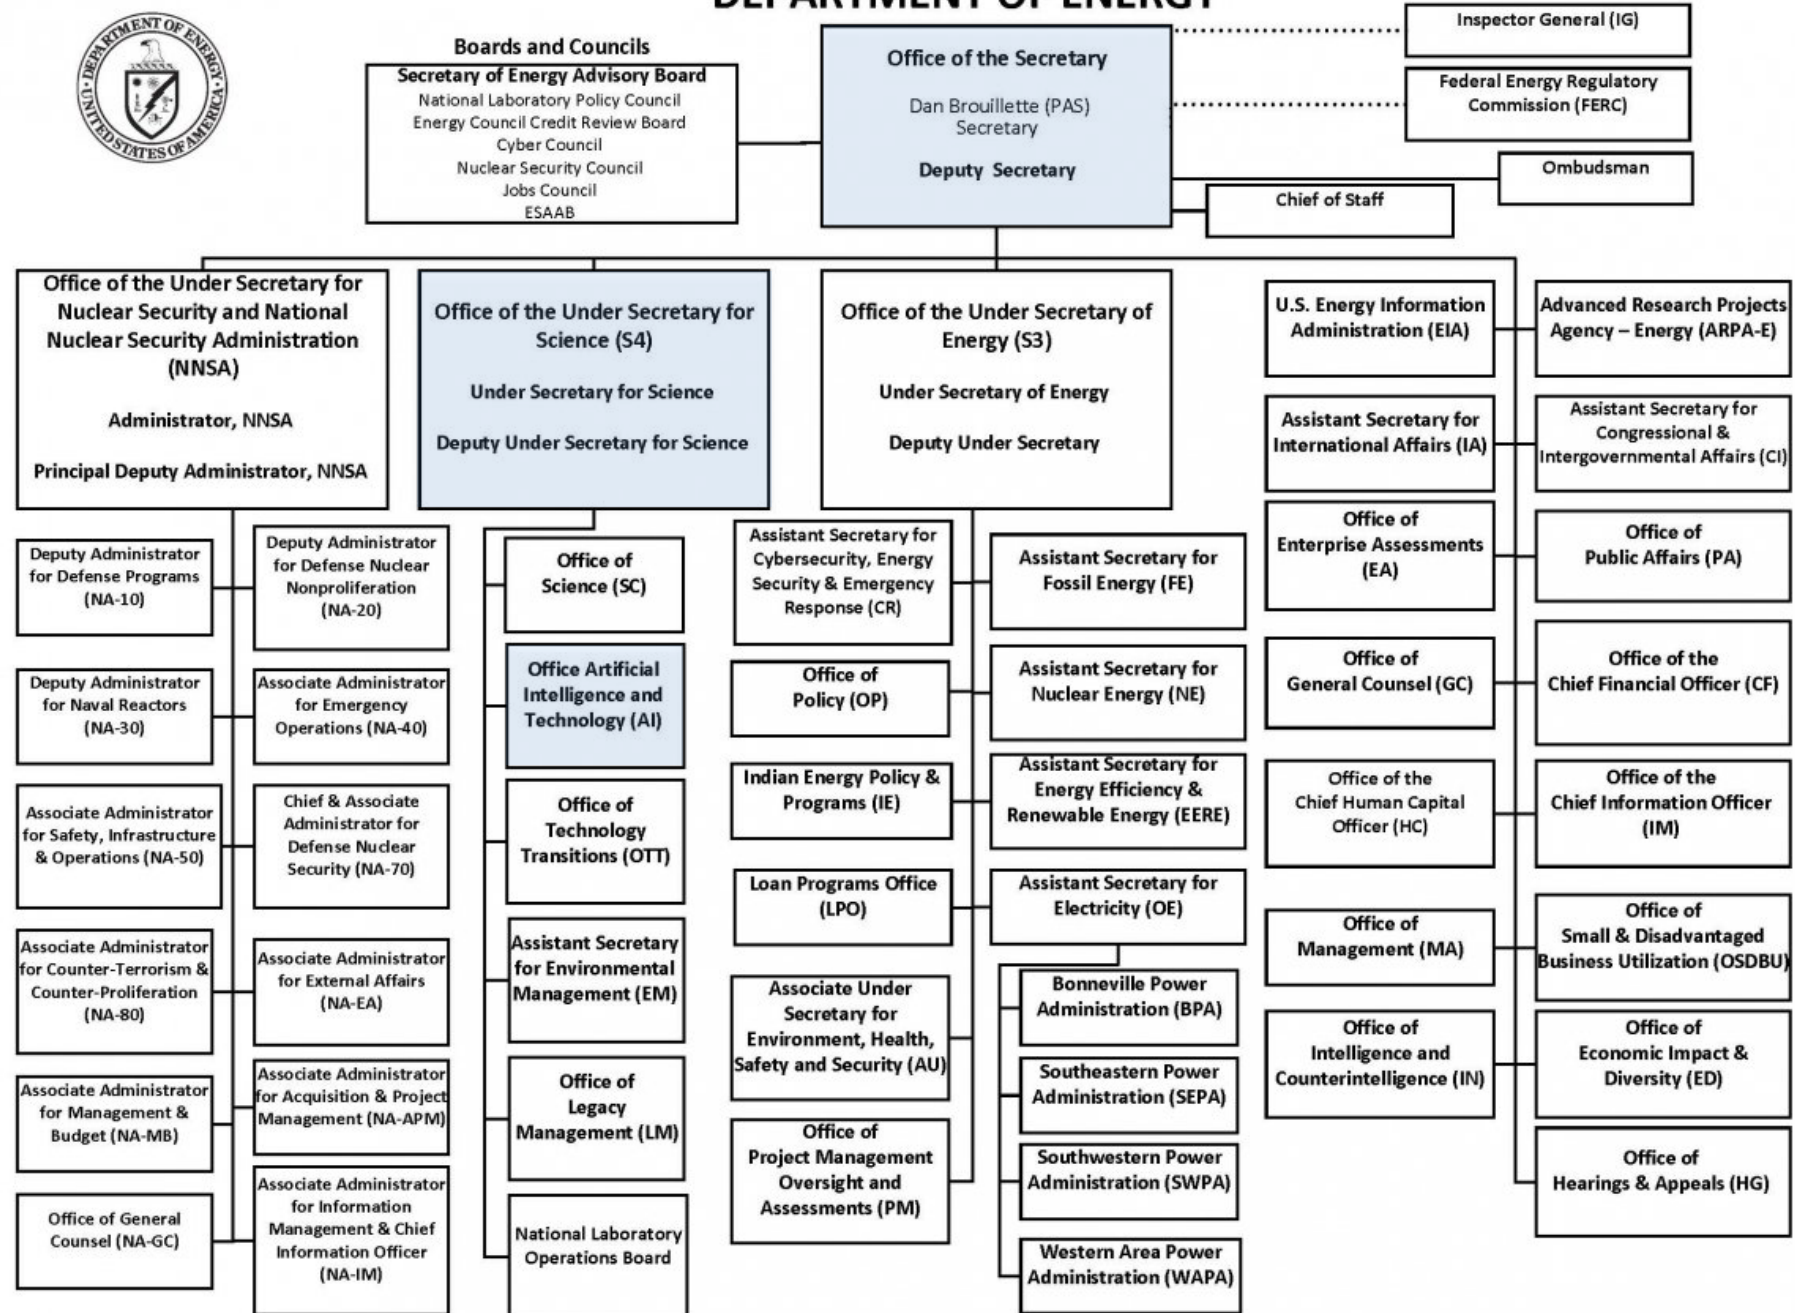 DEPARTMENT OF ENERGY
DEPARTMENT OF ENERGY
UNITED STATES OF AMERICA
Boards and Councils
Secretary of Energy Advisory Board
National Laboratory Policy Council
Energy Council Credit Review Board
Cyber Council
Nuclear Security Council
Jobs Council
ESAAB
Office of the Secretary
Dan Brouillette (PAS)
Secretary
Deputy Secretary
Inspector General (IG)
Federal Energy Regulatory
Commission (FERC)
Ombudsman
Chief of Staff
Office of the Under Secretary for
Nuclear Security and National
Nuclear Security Administration
(NNSA)
Administrator, NNSA
Principal Deputy Administrator, NNSA
Deputy Administrator
for Defense Programs
(NA-10)
Deputy Administrator
for Defense Nuclear
Nonproliferation
(NA-20)
Deputy Administrator
for Naval Reactors
(NA-30)
Associate Administrator
for Emergency
Operations (NA-40)
Associate Administrator
for Safety, Infrastructure
& Operations (NA-50)
Chief & Associate
Administrator for
Defense Nuclear
Security (NA-70)
Associate Administrator
for Counter-Terrorism &
Counter-Proliferation
(NA-80)
Associate Administrator
for External Affairs
(NA-EA)
Associate Administrator
for Management &
Budget (NA-MB)
Associate Administrator
for Acquisition & Project
Management (NA-APM)
Office of General
Counsel (NA-GC)
Associate Administrator
for Information
Management & Chief
Information Officer
(NA-IM)
Office of the Under Secretary for
Science (S4)
Under Secretary for Science
Deputy Under Secretary for Science
Office of
Science (SC)
Office Artificial
Intelligence and
Technology (AI)
Office of
Technology
Transitions (OTT)
Assistant Secretary
for Environmental
Management (EM)
Office of
Legacy
Management (LM)
National Laboratory
Operations Board
Office of the Under Secretary of
Energy (S3)
Under Secretary of Energy
Deputy Under Secretary
Assistant Secretary for
Cybersecurity, Energy
Security & Emergency
Response (CR)
Assistant Secretary for
Fossil Energy (FE)
Office of
Policy (OP)
Assistant Secretary for
Nuclear Energy (NE)
Indian Energy Policy &
Programs (IE)
Assistant Secretary for
Energy Efficiency &
Renewable Energy (EERE)
Loan Programs Office
(LPO)
Assistant Secretary for
Electricity (OE)
Associate Under
Secretary for
Environment, Health,
Safety and Security (AU)
Office of
Project Management
Oversight and
Assessments (PM)
Bonneville Power
Administration (BPA)
Southeastern Power
Administration (SEPA)
Southwestern Power
Administration (SWPA)
Western Area Power
Administration (WAPA)
U.S. Energy Information
Administration (EIA)
Advanced Research Projects
Agency – Energy (ARPA-E)
Assistant Secretary for
International Affairs (IA)
Assistant Secretary for
Congressional &
Intergovernmental Affairs (CI)
Office of
Enterprise Assessments
(EA)
Office of
Public Affairs (PA)
Office of
General Counsel (GC)
Office of the
Chief Financial Officer (CF)
Office of the
Chief Human Capital
Officer (HC)
Office of the
Chief Information Officer
(IM)
Office of
Management (MA)
Office of
Small & Disadvantaged
Business Utilization (OSDBU)
Office of
Intelligence and
Counterintelligence (IN)
Office of
Economic Impact &
Diversity (ED)
Office of
Hearings & Appeals (HG)